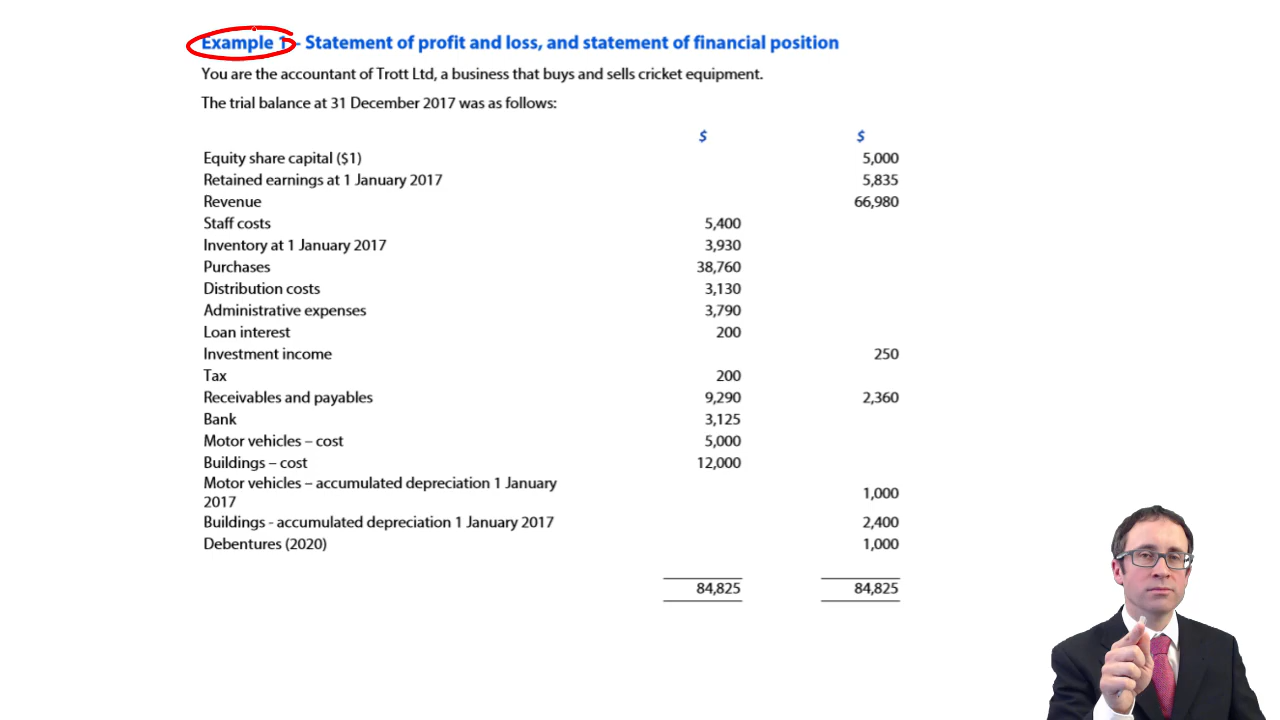 Example 1 - Statement of profit and loss, and statement of financial position
You are the accountant of Trott Ltd, a business that buys and sells cricket equipment.
The trial balance at 31 December 2017 was as follows:
$ $
Equity share capital ($1) 5,000
Retained earnings at 1 January 2017 5,835
Revenue 66,980
Staff costs 5,400
Inventory at 1 January 2017 3,930
Purchases 38,760
Distribution costs 3,130
Administrative expenses 3,790
Loan interest 200
Investment income 250
Tax 200
Receivables and payables 9,290 2,360
Bank 3,125
Motor vehicles – cost 5,000
Buildings – cost 12,000
Motor vehicles – accumulated depreciation 1 January
2017 1,000
Buildings - accumulated depreciation 1 January 2017 2,400
Debentures (2020) 1,000
84,825 84,825